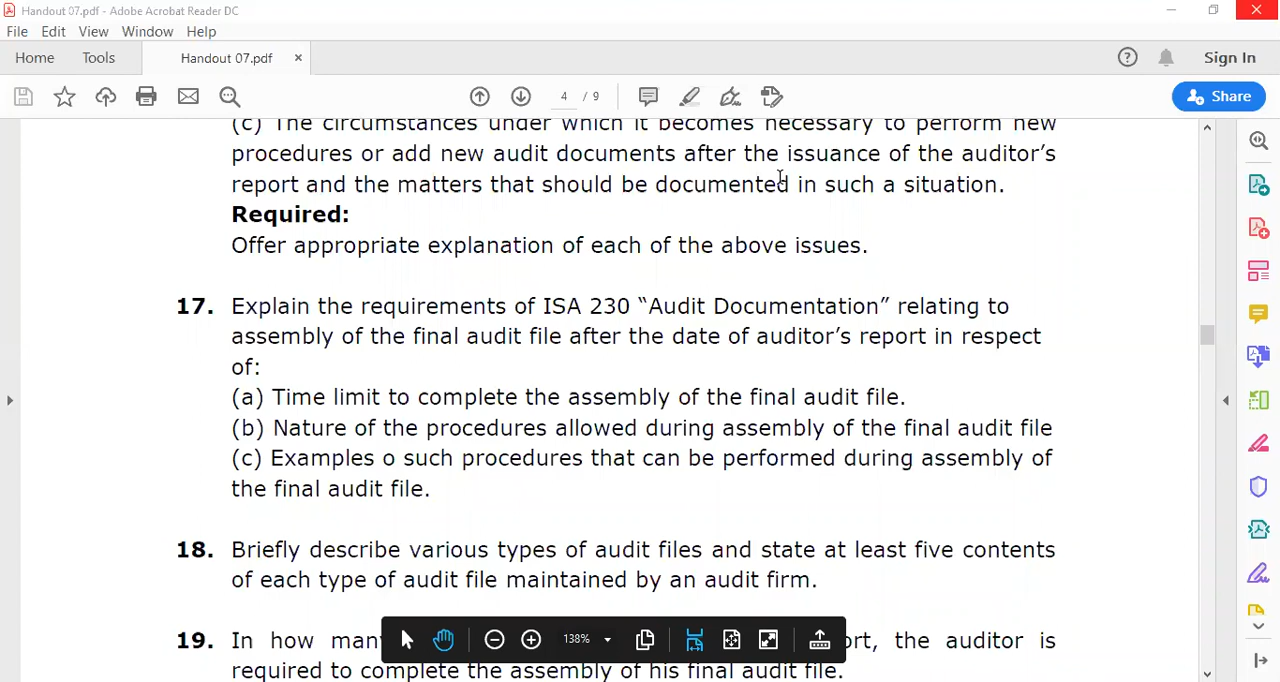 Handout 07.pdf - Adobe Acrobat Reader DC
File Edit View Window Help
Home Tools Handout 07.pdf × Sign In
4 / 9 Share
(c) The circumstances under which it becomes necessary to perform new
procedures or add new audit documents after the issuance of the auditor's
report and the matters that should be documented in such a situation.
Required:
Offer appropriate explanation of each of the above issues.
17. Explain the requirements of ISA 230 “Audit Documentation” relating to
assembly of the final audit file after the date of auditor's report in respect
of:
(a) Time limit to complete the assembly of the final audit file.
(b) Nature of the procedures allowed during assembly of the final audit file
(c) Examples o such procedures that can be performed during assembly of
the final audit file.
18. Briefly describe various types of audit files and state at least five contents
of each type of audit file maintained by an audit firm.
19. In how many ort, the auditor is
138%
required to complete the assembly of his final audit file.